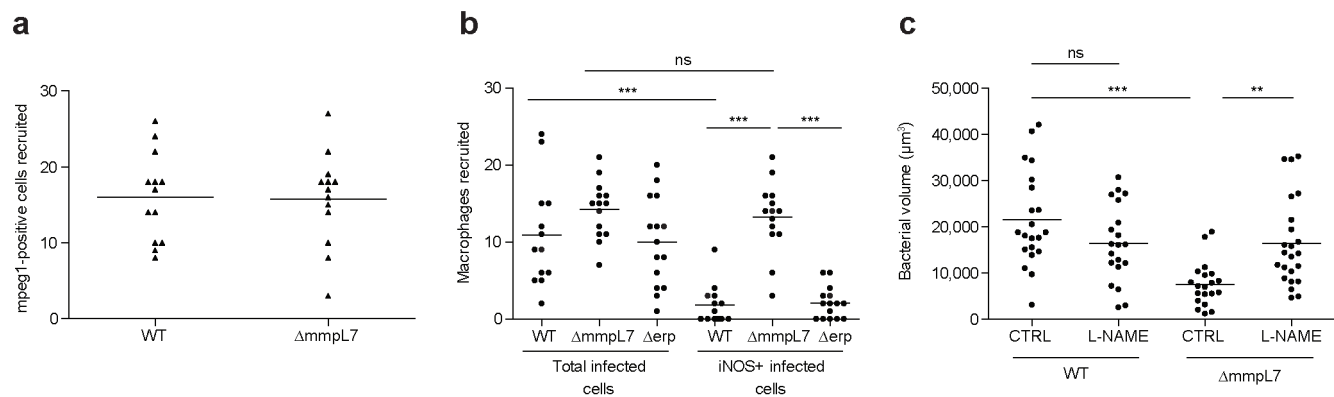 a
mpeg1-positive cells recruited
30
20
10
0
WT
ΔmmpL7
b
Macrophages recruited
30
20
10
0
ns
***
***
***
WT
ΔmmpL7
Δerp
WT
ΔmmpL7
Δerp
Total infected
cells
iNOS+ infected
cells
c
Bacterial volume (µm³)
50,000
40,000
30,000
20,000
10,000
0
ns
***
**
CTRL
L-NAME
CTRL
L-NAME
WT
ΔmmpL7